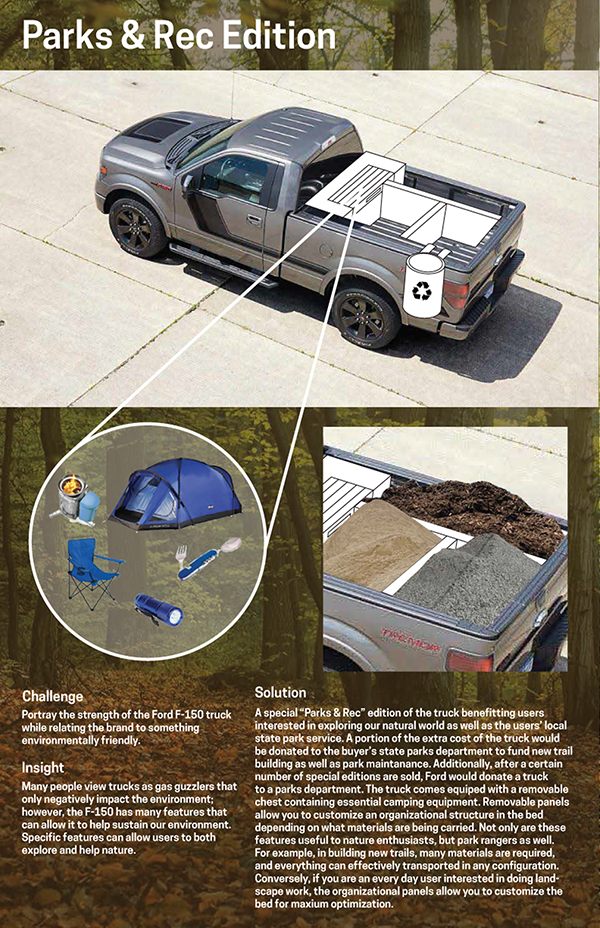 Parks & Rec Edition
TREMOR
Challenge
Portray the strength of the Ford F-150 truck
while relating the brand to something
environmentally friendly.
Insight
Many people view trucks as gas guzzlers that
only negatively impact the environment;
however, the F-150 has many features that
can allow it to help sustain our environment.
Specific features can allow users to both
explore and help nature.
Solution
A special “Parks & Rec” edition of the truck benefitting users
interested in exploring our natural world as well as the users’ local
state park service. A portion of the extra cost of the truck would
be donated to the buyer’s state parks department to fund new trail
building as well as park maintanance. Additionally, after a certain
number of special editions are sold, Ford would donate a truck
to a parks department. The truck comes equiped with a removable
chest containing essential camping equipment. Removable panels
allow you to customize an organizational structure in the bed
depending on what materials are being carried. Not only are these
features useful to nature enthusiasts, but park rangers as well.
For example, in building new trails, many materials are required,
and everything can effectively transported in any configuration.
Conversely, if you are an every day user interested in doing land-
scape work, the organizational panels allow you to customize the
bed for maxium optimization.